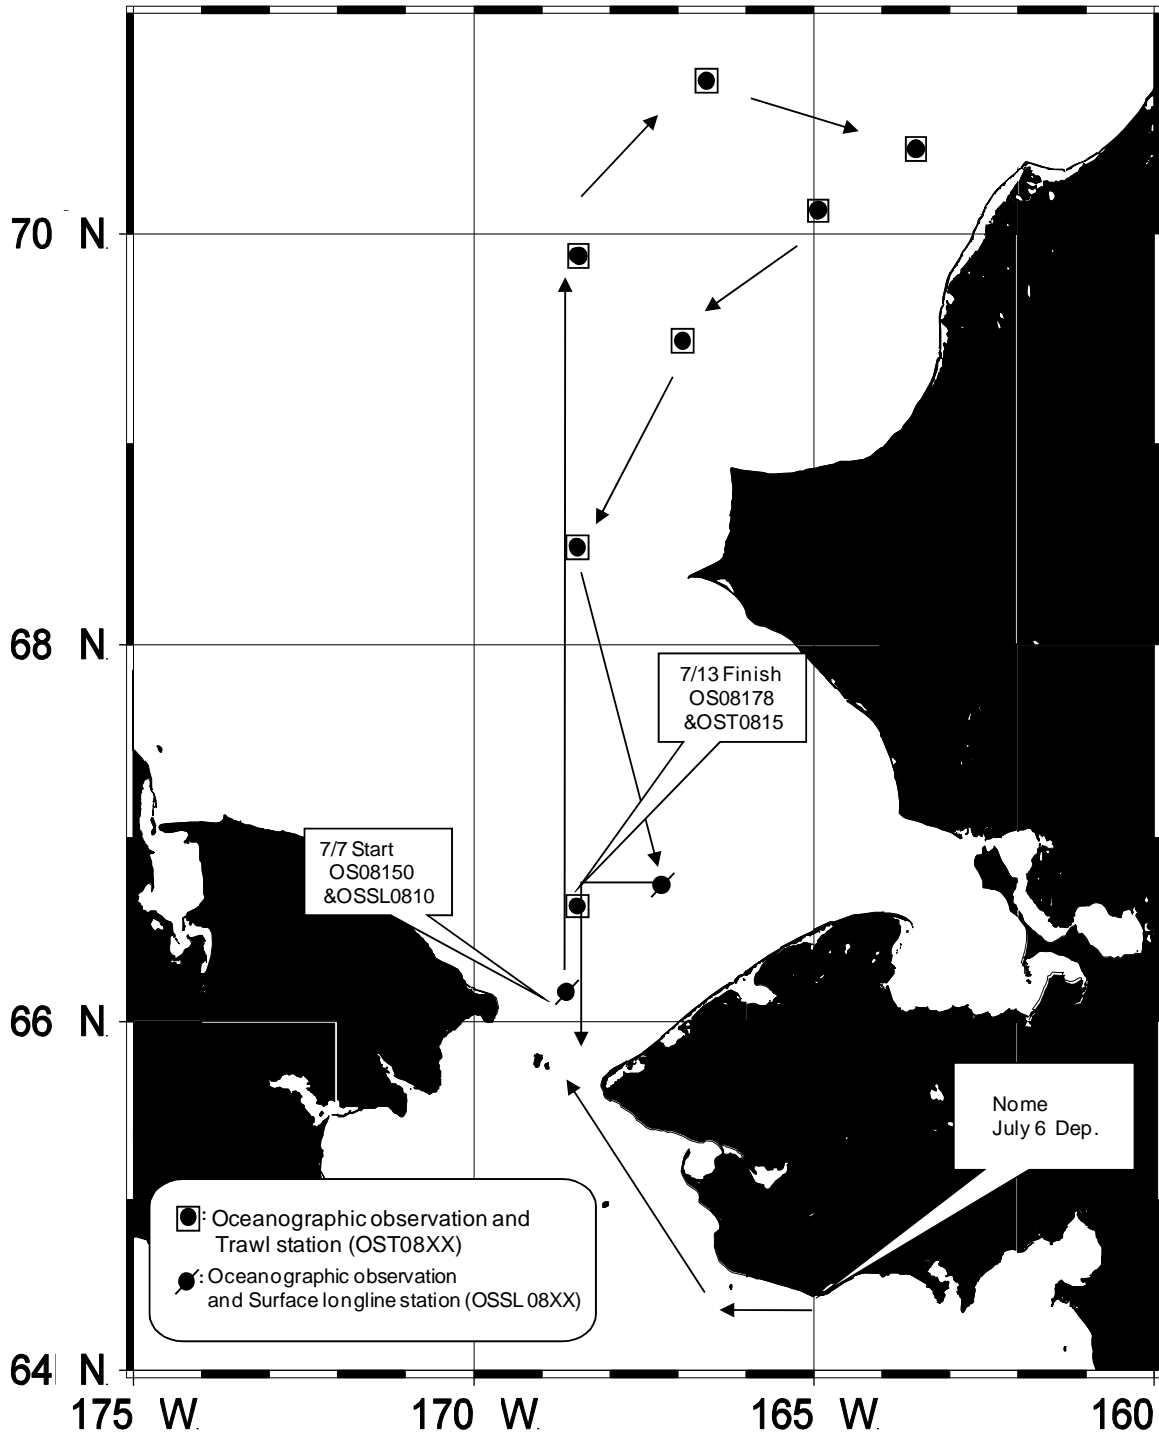 70 N
68 N
7/13 Finish
OS08178
&OST0815
7/7 Start
OS08150
&OSSL0810
66 N
Nome
July 6 Dep.
: Oceanographic observation and
Trawl station (OST08XX)
: Oceanographic observation
and Surface longline station (OSSL 08XX)
64 N
175 W
170 W
165 W
160